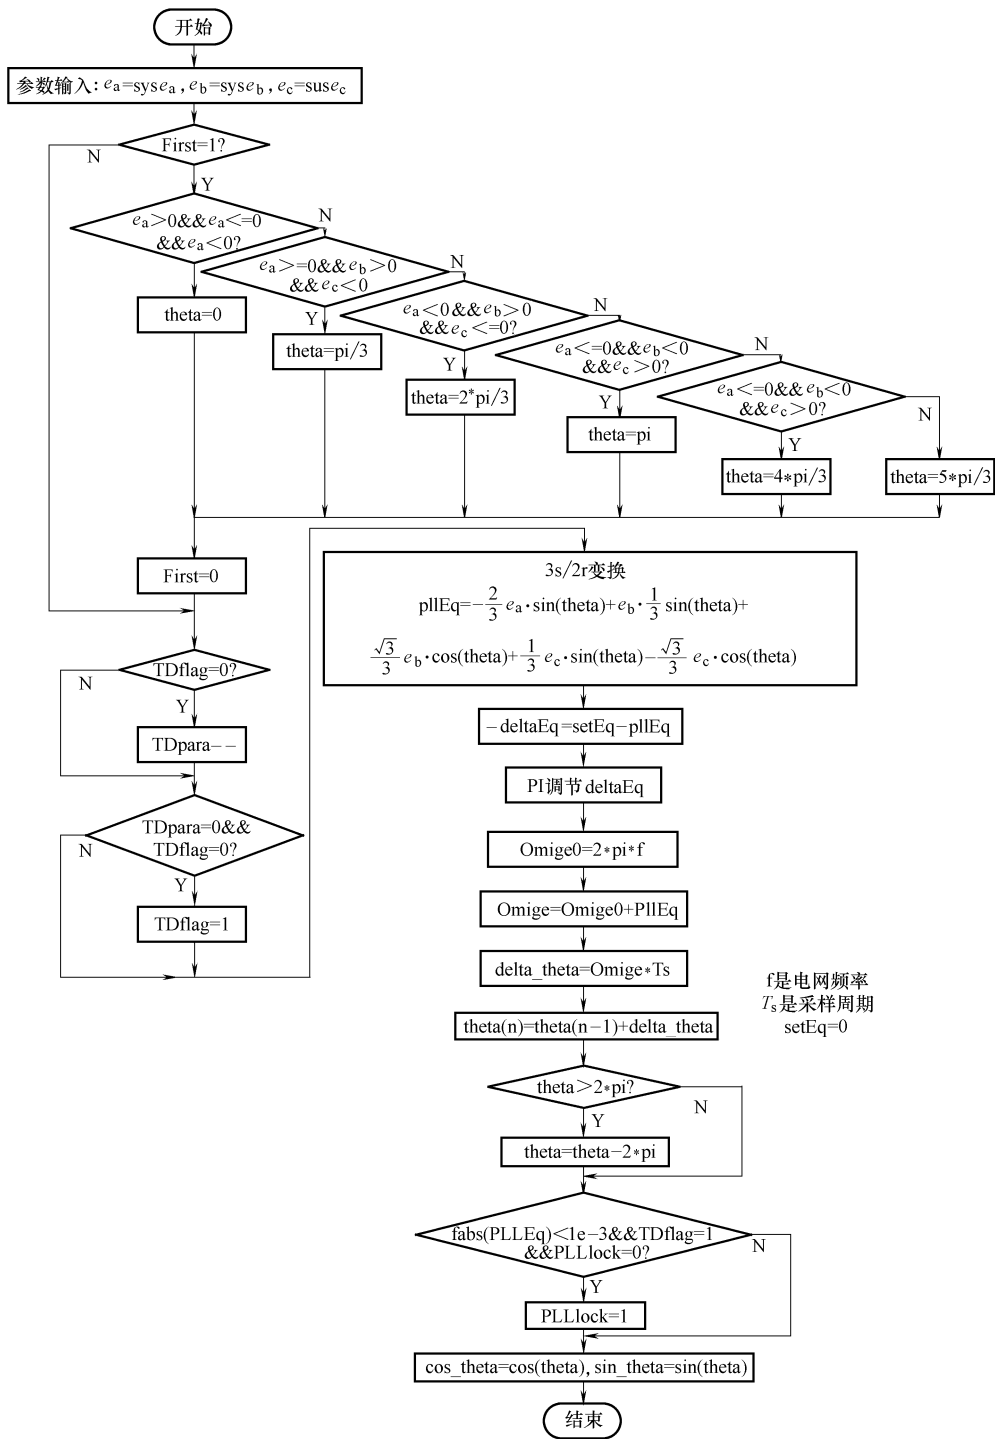 开始
参数输入: ea=sysea, eb=syseb, ec=susec
First=1?
N
Y
ea>0&&ea<=0
&&ea<0?
N
theta=0
ea>=0&&eb>0
&&ec<0
N
Y
theta=pi/3
ea<0&&eb>0
&&ec<=0?
N
Y
theta=2*pi/3
ea<=0&&eb<0
&&ec>0?
N
Y
theta=pi
ea<=0&&eb<0
&&ec>0?
N
Y
theta=4*pi/3
theta=5*pi/3
First=0
TDflag=0?
N
Y
TDpara--
TDpara=0&&
TDflag=0?
N
Y
TDflag=1
3s/2r变换
pllEq=-2/3 ea·sin(theta)+eb·1/3 sin(theta)+
√3/3 eb·cos(theta)+1/3 ec·sin(theta)-√3/3 ec·cos(theta)
-deltaEq=setEq-pllEq
PI调节deltaEq
Omige0=2*pi*f
Omige=Omige0+PllEq
delta_theta=Omige*Ts
theta(n)=theta(n-1)+delta_theta
f是电网频率
Ts是采样周期
setEq=0
theta>2*pi?
N
Y
theta=theta-2*pi
fabs(PLLEq)<1e-3&&TDflag=1
&&PLLlock=0?
N
Y
PLLlock=1
cos_theta=cos(theta), sin_theta=sin(theta)
结束